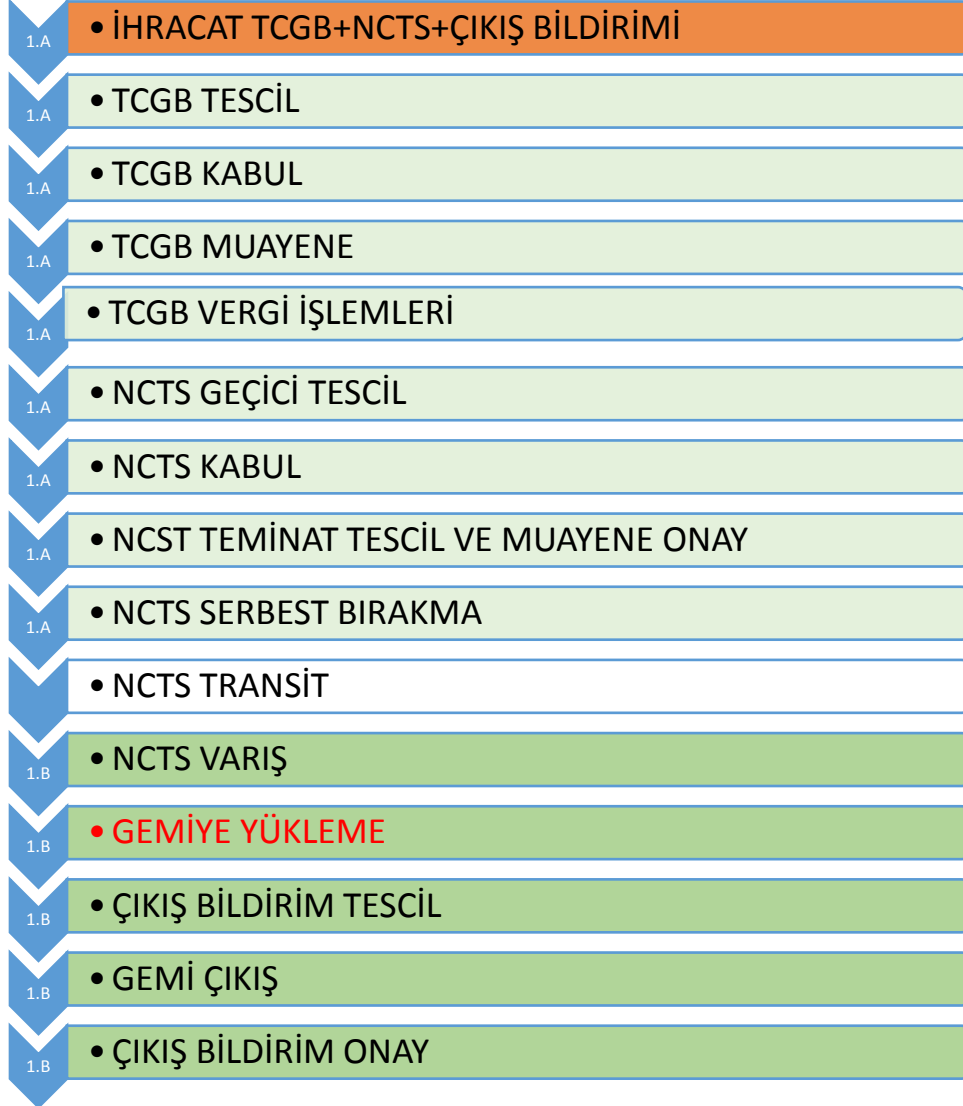 1.A • İHRACAT TCGB+NCTS+ÇIKIŞ BİLDİRİMİ
1.A • TCGB TESCİL
1.A • TCGB KABUL
1.A • TCGB MUAYENE
1.A • TCGB VERGİ İŞLEMLERİ
1.A • NCTS GEÇİCİ TESCİL
1.A • NCTS KABUL
1.A • NCST TEMİNAT TESCİL VE MUAYENE ONAY
1.A • NCTS SERBEST BIRAKMA
• NCTS TRANSİT
1.B • NCTS VARIŞ
1.B • GEMİYE YÜKLEME
1.B • ÇIKIŞ BİLDİRİM TESCİL
1.B • GEMİ ÇIKIŞ
1.B • ÇIKIŞ BİLDİRİM ONAY